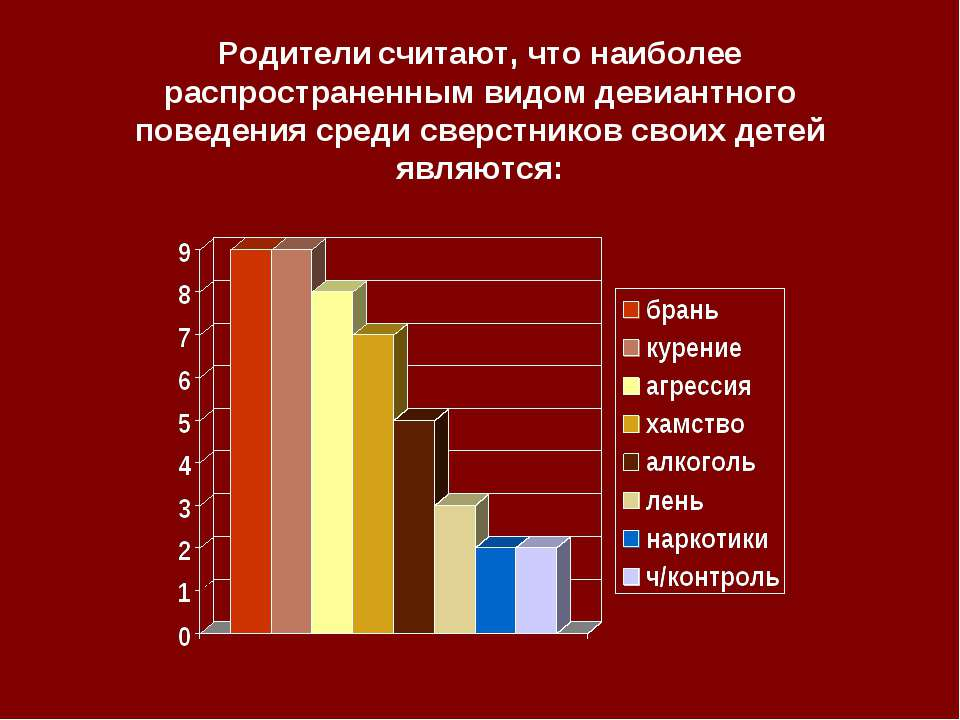 Родители считают, что наиболее
распространенным видом девиантного
поведения среди сверстников своих детей
являются:
9
8
7
6
5
4
3
2
1
0
брань
курение
агрессия
хамство
алкоголь
лень
наркотики
ч/контроль